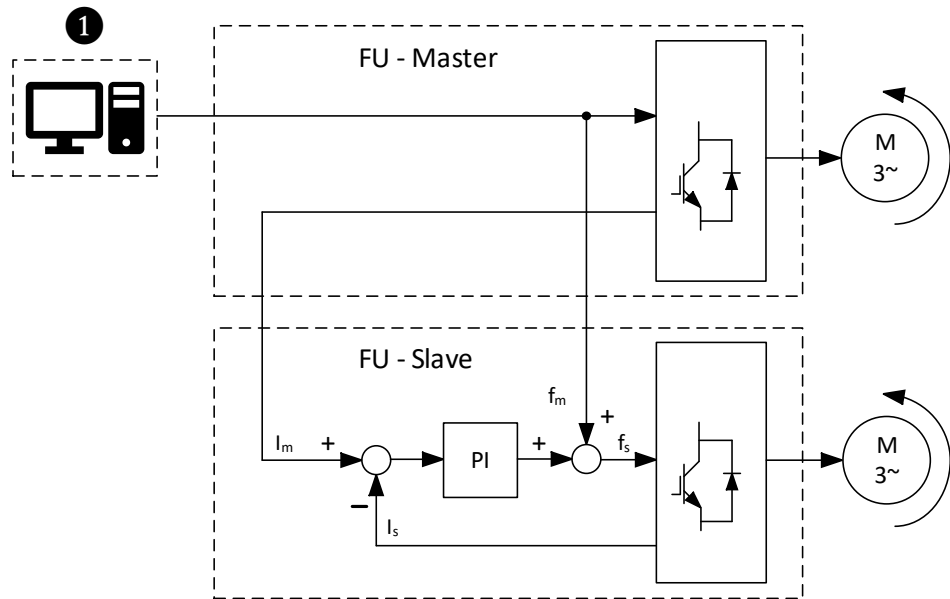 1
FU - Master
M
3~
FU - Slave
fm
+
Im
+
PI
+
fs
M
3~
–
Is